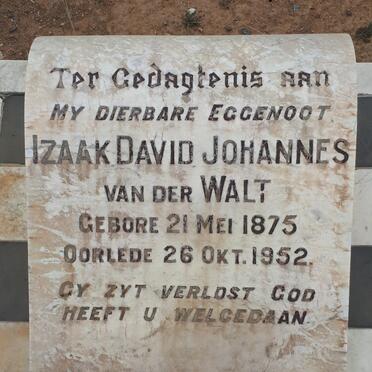 Ter Gedagtenis aan
MY DIERBARE EGGENOOT
IZAAK DAVID JOHANNES
VAN DER WALT
GEBORE 21 MEI 1875
OORLEDE 26 OKT. 1952.
GY ZYT VERLOST GOD
HEEFT U WELGEDAAN